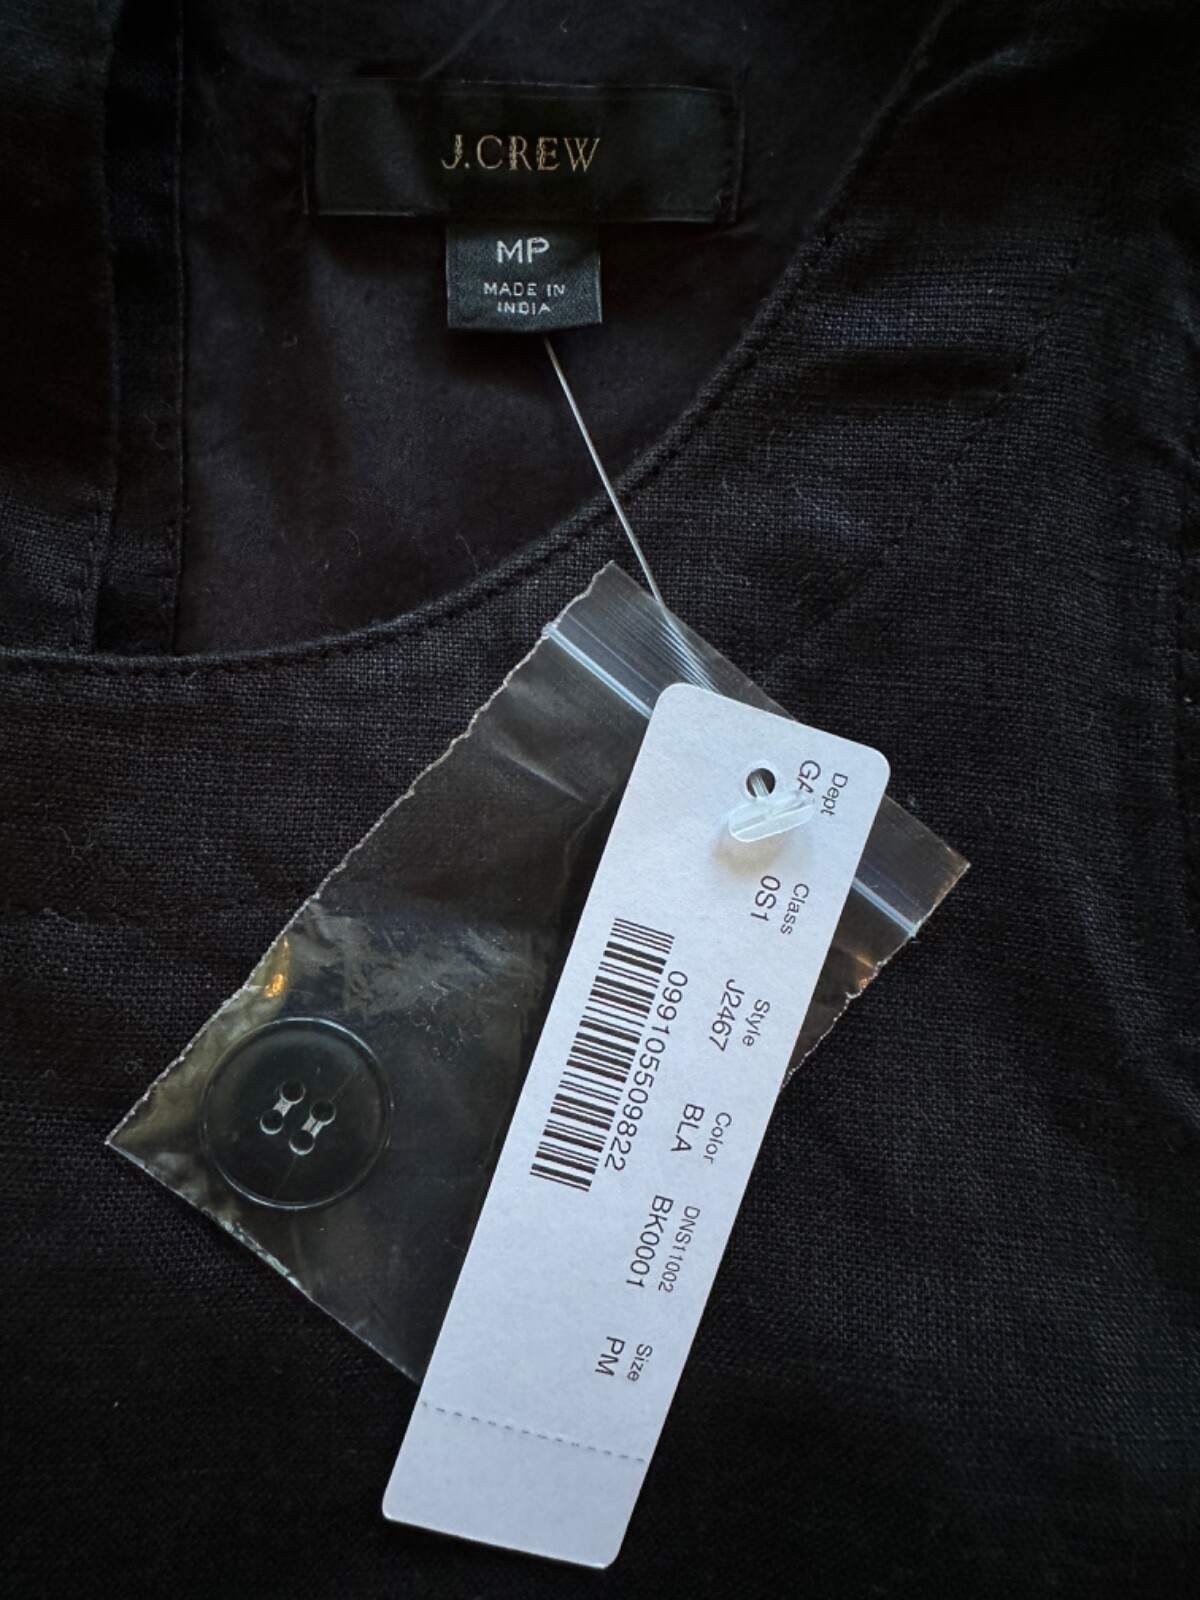 J.CREW
MP
MADE IN
INDIA
Dept Class Style Color DNS11002 Size
0S1 J2467 BLA BK0001 PM
099105509822